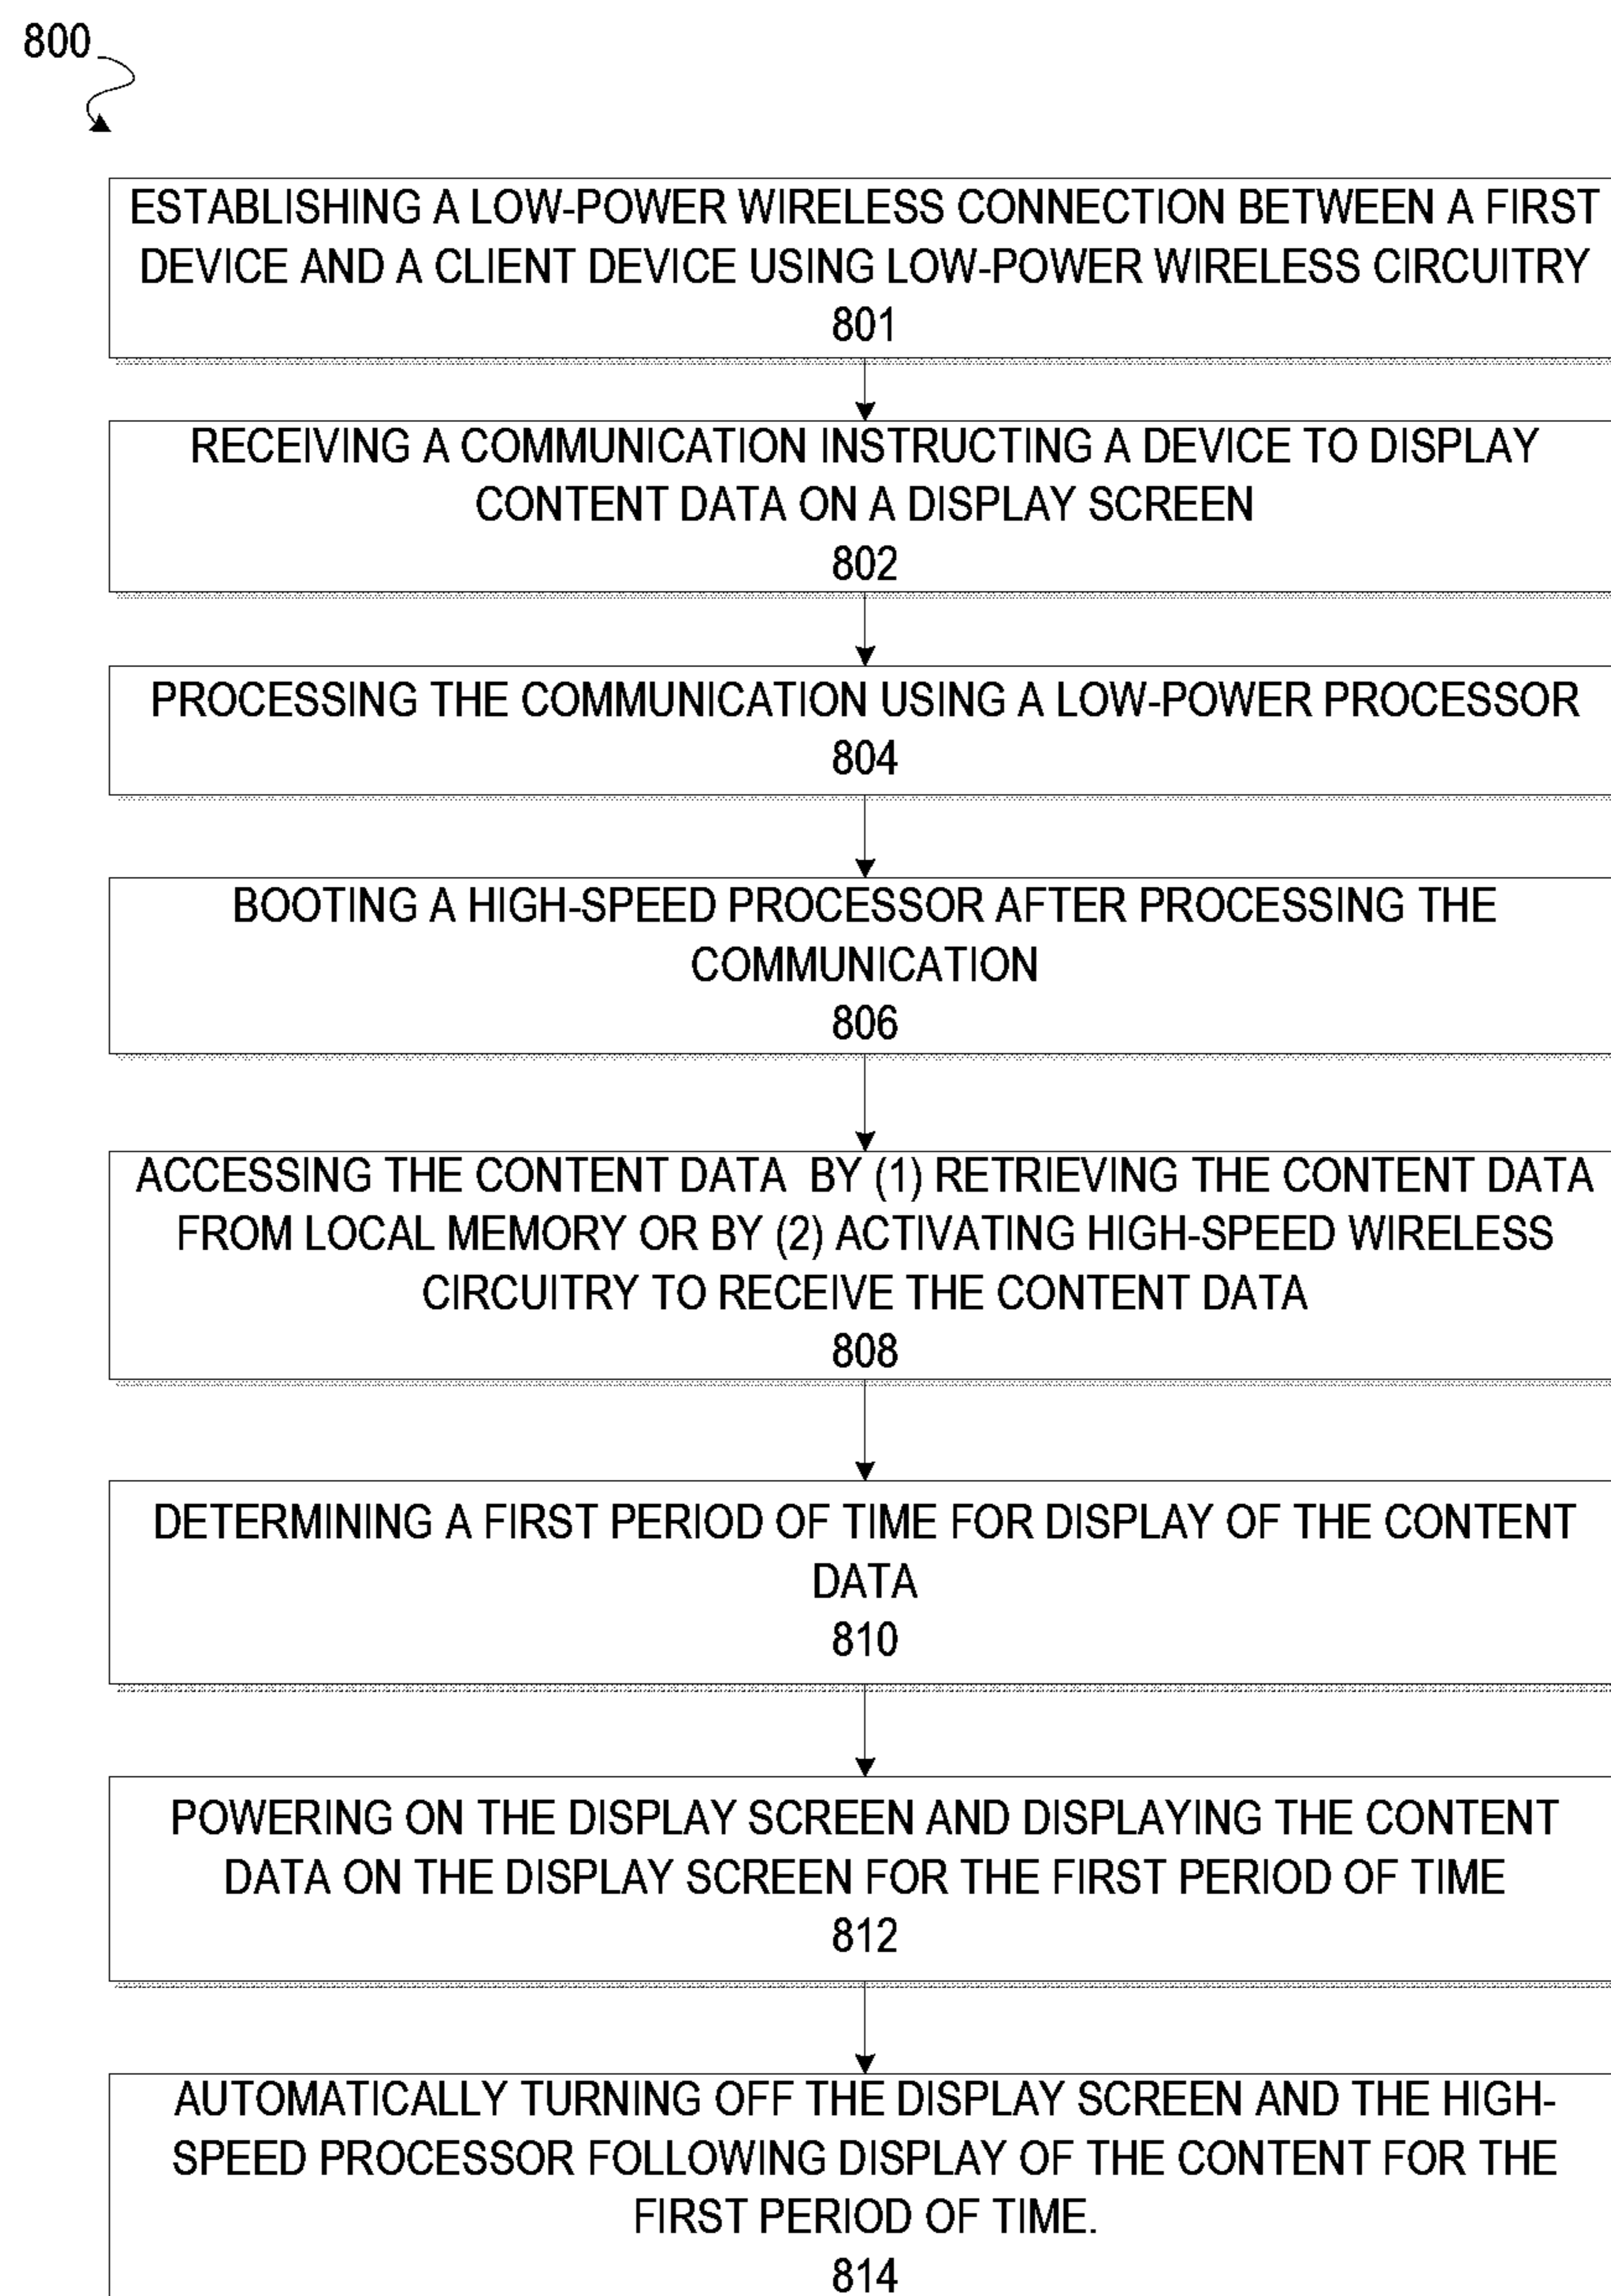 800
ESTABLISHING A LOW-POWER WIRELESS CONNECTION BETWEEN A FIRST
DEVICE AND A CLIENT DEVICE USING LOW-POWER WIRELESS CIRCUITRY
801
RECEIVING A COMMUNICATION INSTRUCTING A DEVICE TO DISPLAY
CONTENT DATA ON A DISPLAY SCREEN
802
PROCESSING THE COMMUNICATION USING A LOW-POWER PROCESSOR
804
BOOTING A HIGH-SPEED PROCESSOR AFTER PROCESSING THE
COMMUNICATION
806
ACCESSING THE CONTENT DATA  BY (1) RETRIEVING THE CONTENT DATA
FROM LOCAL MEMORY OR BY (2) ACTIVATING HIGH-SPEED WIRELESS
CIRCUITRY TO RECEIVE THE CONTENT DATA
808
DETERMINING A FIRST PERIOD OF TIME FOR DISPLAY OF THE CONTENT
DATA
810
POWERING ON THE DISPLAY SCREEN AND DISPLAYING THE CONTENT
DATA ON THE DISPLAY SCREEN FOR THE FIRST PERIOD OF TIME
812
AUTOMATICALLY TURNING OFF THE DISPLAY SCREEN AND THE HIGH-
SPEED PROCESSOR FOLLOWING DISPLAY OF THE CONTENT FOR THE
FIRST PERIOD OF TIME.
814